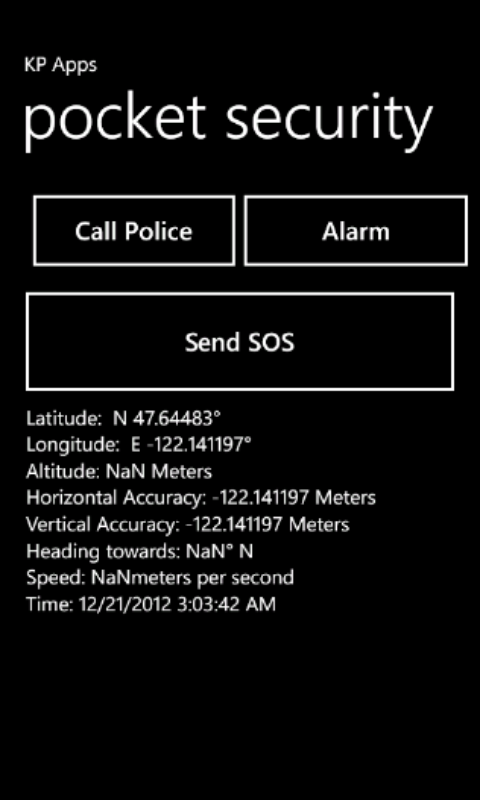 KP Apps
pocket security
Call Police
Alarm
Send SOS
Latitude:  N 47.64483°
Longitude:  E -122.141197°
Altitude: NaN Meters
Horizontal Accuracy: -122.141197 Meters
Vertical Accuracy: -122.141197 Meters
Heading towards: NaN° N
Speed: NaNmeters per second
Time: 12/21/2012 3:03:42 AM